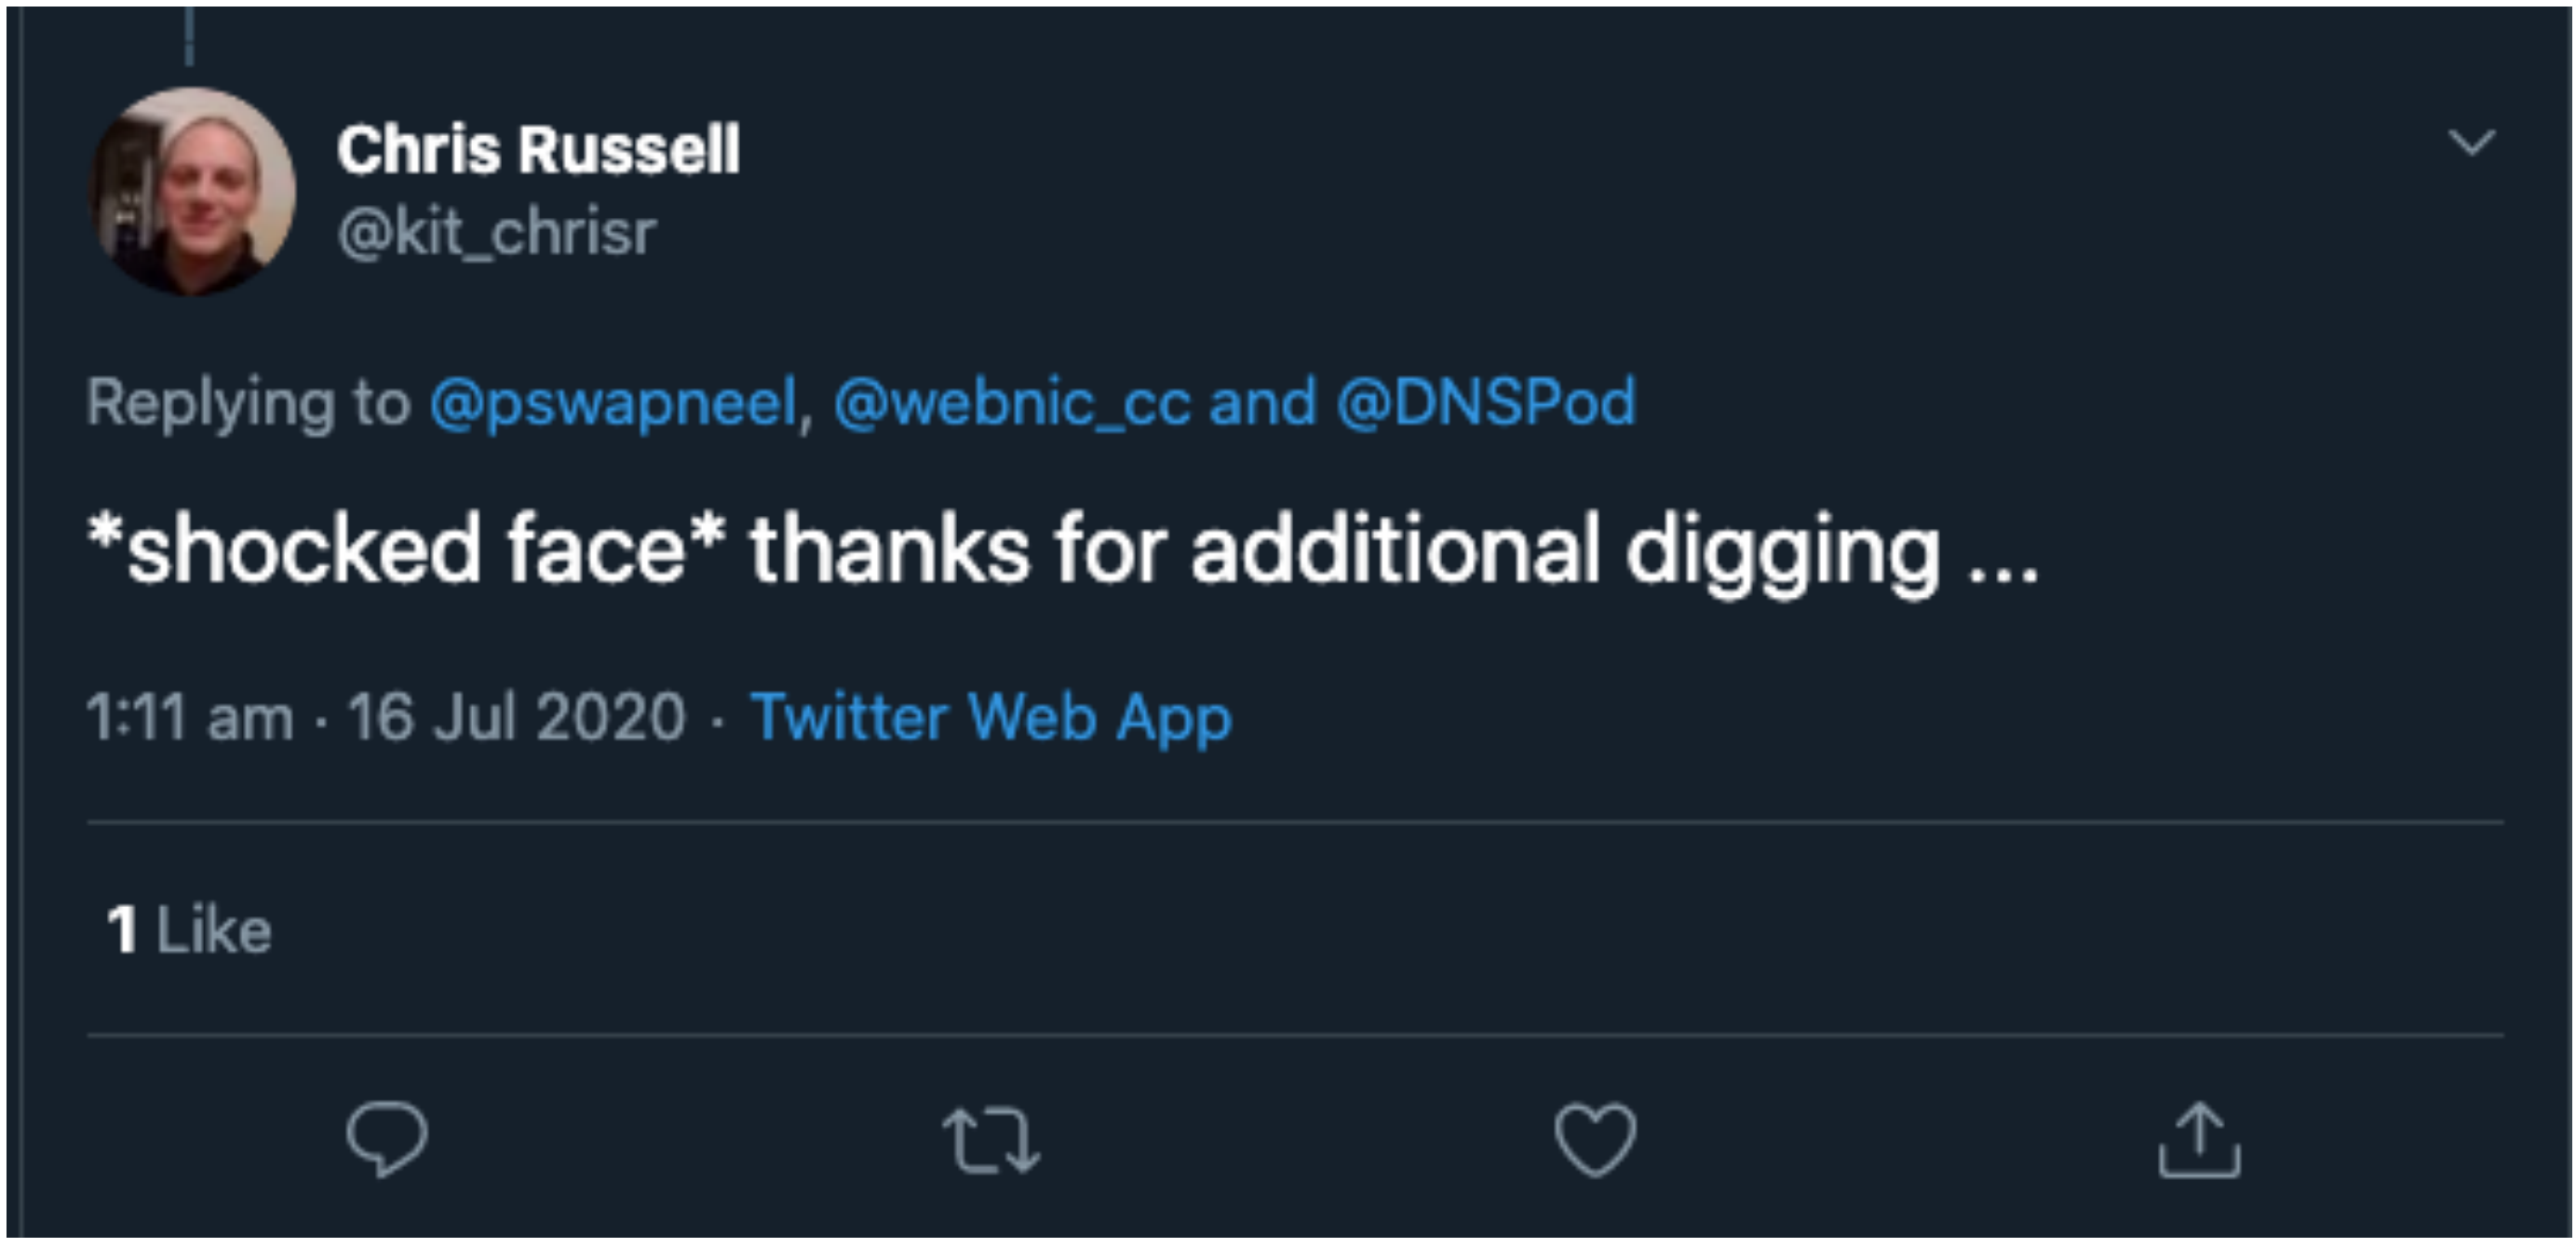 Chris Russell
@kit_chrisr
Replying to @pswapneel, @webnic_cc and @DNSPod
*shocked face* thanks for additional digging ...
1:11 am · 16 Jul 2020 · Twitter Web App
1 Like